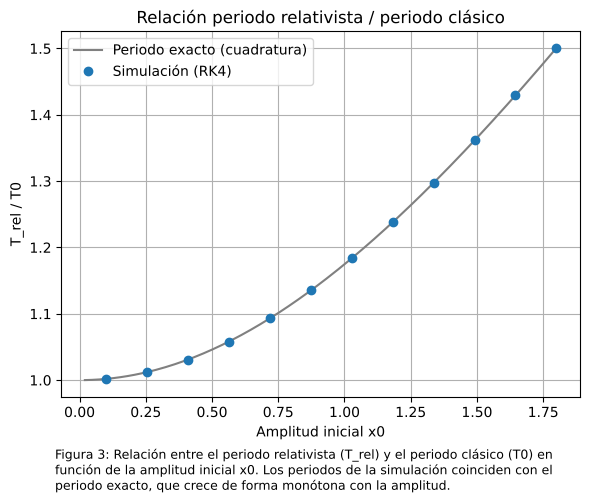 Relación periodo relativista / periodo clásico
Periodo exacto (cuadratura)
Simulación (RK4)
T_rel / T0
1.5
1.4
1.3
1.2
1.1
1.0
0.00 0.25 0.50 0.75 1.00 1.25 1.50 1.75
Amplitud inicial x0
Figura 3: Relación entre el periodo relativista (T_rel) y el periodo clásico (T0) en
función de la amplitud inicial x0. Los periodos de la simulación coinciden con el
periodo exacto, que crece de forma monótona con la amplitud.